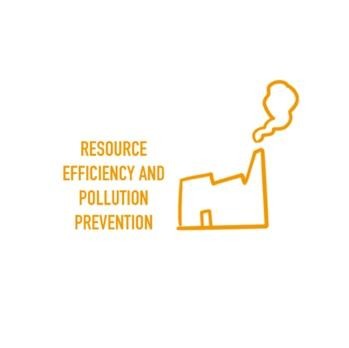 RESOURCE
EFFICIENCY AND
POLLUTION
PREVENTION